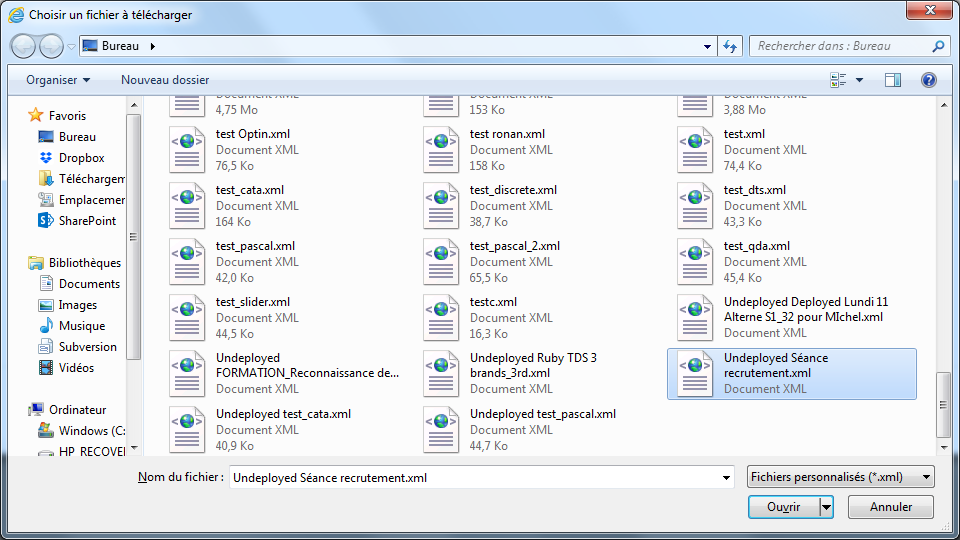 Choisir un fichier à télécharger
Bureau
Rechercher dans : Bureau
Organiser
Nouveau dossier
Favoris
Bureau
Dropbox
Téléchargem
Emplacemen
SharePoint
Bibliothèques
Documents
Images
Musique
Subversion
Vidéos
Ordinateur
Windows (C:
HP_RECOVE
Document XML
4,75 Mo
Document XML
153 Ko
Document XML
3,88 Mo
test Optin.xml
Document XML
76,5 Ko
test ronan.xml
Document XML
158 Ko
test.xml
Document XML
74,4 Ko
test_cata.xml
Document XML
164 Ko
test_discrete.xml
Document XML
38,7 Ko
test_dts.xml
Document XML
43,3 Ko
test_pascal.xml
Document XML
42,0 Ko
test_pascal_2.xml
Document XML
65,5 Ko
test_qda.xml
Document XML
45,4 Ko
test_slider.xml
Document XML
44,5 Ko
testc.xml
Document XML
16,3 Ko
Undeployed Deployed Lundi 11
Alterne S1_32 pour MIchel.xml
Document XML
Undeployed
FORMATION_Reconnaissance de...
Document XML
Undeployed Ruby TDS 3
brands_3rd.xml
Document XML
Undeployed Séance
recrutement.xml
Document XML
Undeployed test_cata.xml
Document XML
40,9 Ko
Undeployed test_pascal.xml
Document XML
44,7 Ko
Nom du fichier :
Undeployed Séance recrutement.xml
Fichiers personnalisés (*.xml)
Ouvrir
Annuler